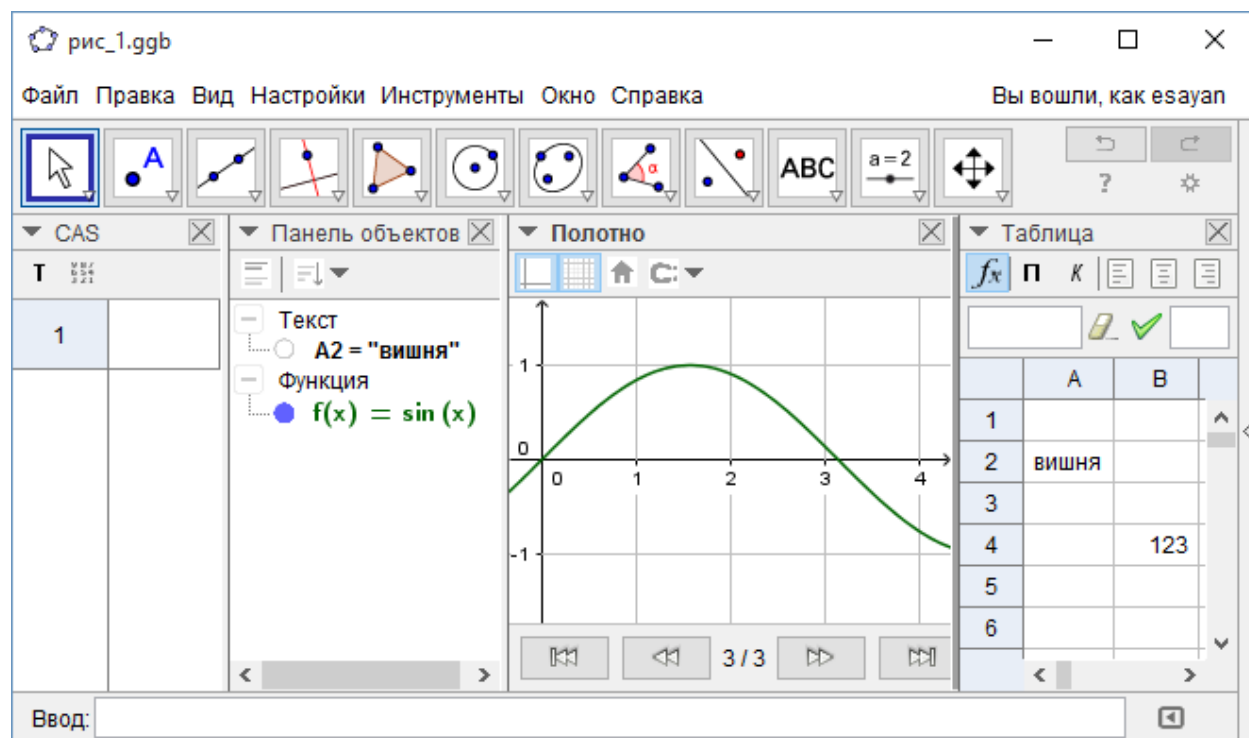 рис_1.ggb
Файл Правка Вид Настройки Инструменты Окно Справка Вы вошли, как esayan
A ABC a=2 α ?
CAS Панель объектов Полотно Таблица
T fx П К
1
Текст
A2 = "вишня"
Функция
f(x) = sin (x)
1
0
0 1 2 3 4
-1
3 / 3
A B
1
2 вишня
3
4 123
5
6
Ввод: